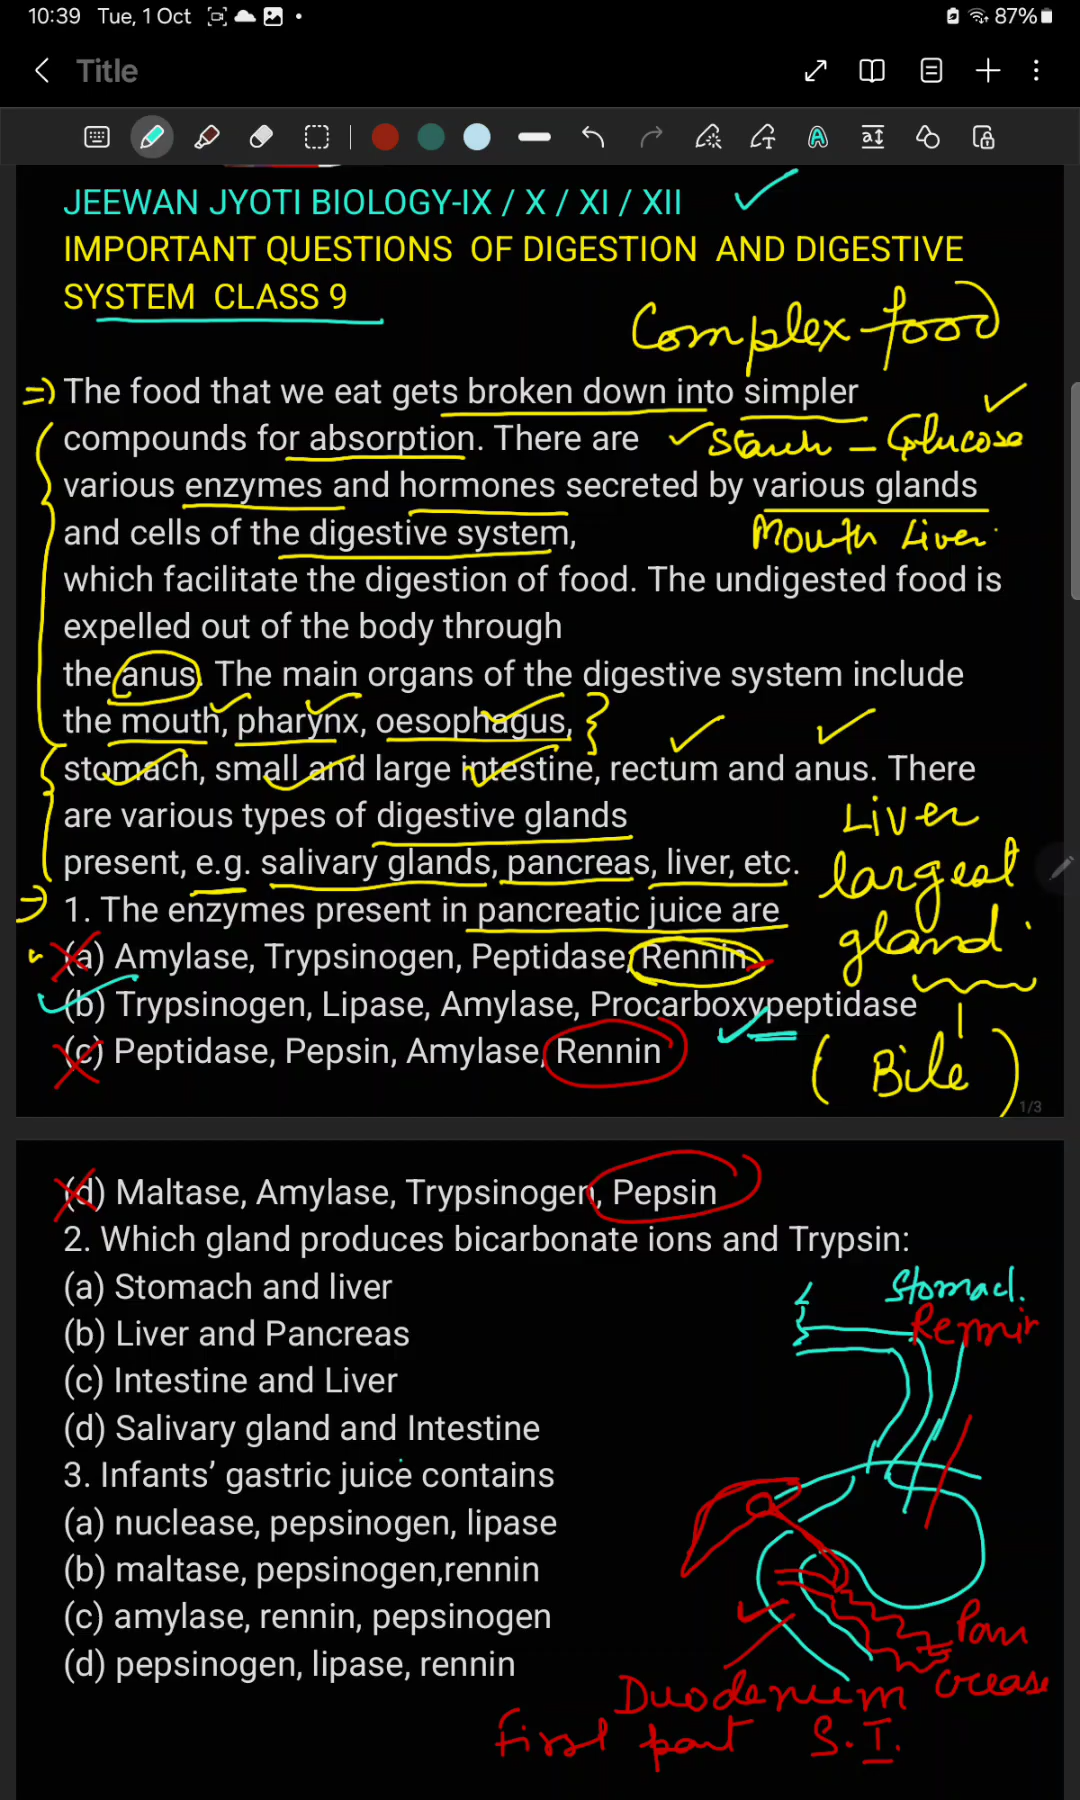 10:39 Tue, 1 Oct
87%
Title
JEEWAN JYOTI BIOLOGY-IX / X / XI / XII
IMPORTANT QUESTIONS OF DIGESTION AND DIGESTIVE
SYSTEM CLASS 9
Complex food
The food that we eat gets broken down into simpler
compounds for absorption. There are
Starch - Glucose
various enzymes and hormones secreted by various glands
and cells of the digestive system,
Mouth Liver
which facilitate the digestion of food. The undigested food is
expelled out of the body through
the anus. The main organs of the digestive system include
the mouth, pharynx, oesophagus,
stomach, small and large intestine, rectum and anus. There
are various types of digestive glands
present, e.g. salivary glands, pancreas, liver, etc.
Liver
largest
gland
(Bile)
1. The enzymes present in pancreatic juice are
(a) Amylase, Trypsinogen, Peptidase, Rennin
(b) Trypsinogen, Lipase, Amylase, Procarboxypeptidase
(c) Peptidase, Pepsin, Amylase, Rennin
1/3
(d) Maltase, Amylase, Trypsinogen, Pepsin
2. Which gland produces bicarbonate ions and Trypsin:
(a) Stomach and liver
(b) Liver and Pancreas
(c) Intestine and Liver
(d) Salivary gland and Intestine
3. Infants' gastric juice contains
(a) nuclease, pepsinogen, lipase
(b) maltase, pepsinogen,rennin
(c) amylase, rennin, pepsinogen
(d) pepsinogen, lipase, rennin
Stomach
Rennin
Pan
crease
Duodenum
First part S.I.